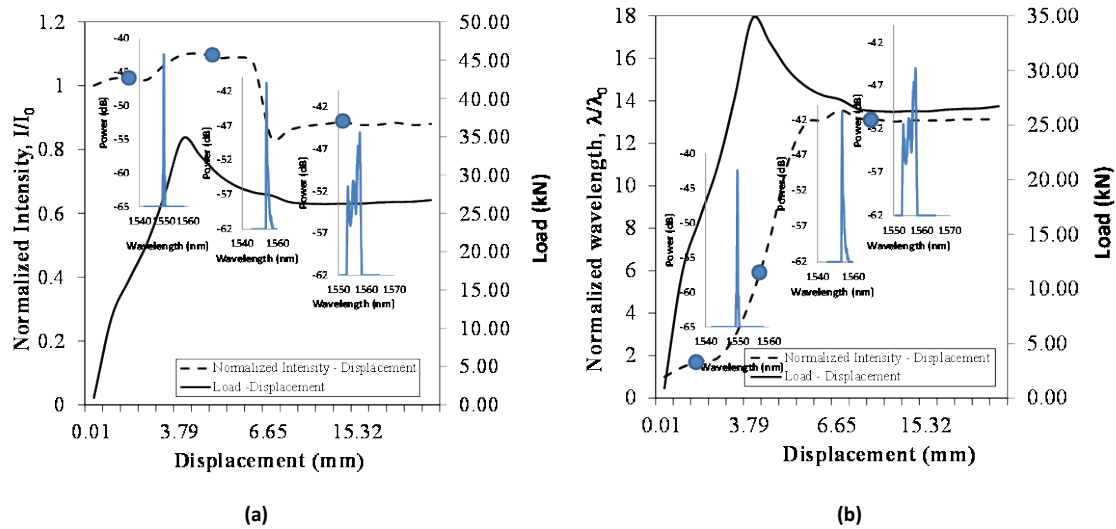 1.2
1
0.8
0.6
0.4
0.2
0
Normalized Intensity, I/I0
50.00
45.00
40.00
35.00
30.00
25.00
20.00
15.00
10.00
5.00
0.00
Load (kN)
0.01 3.79 6.65 15.32
Displacement (mm)
-40
-45
-50
-55
-60
-65
Power (dB)
1540 1550 1560
Wavelength (nm)
-42
-47
-52
-57
-62
Power (dB)
1540 1560
Wavelength (nm)
-42
-47
-52
-57
-62
Power (dB)
1550 1560 1570
Wavelength (nm)
Normalized Intensity - Displacement
Load -Displacement
(a)
18
16
14
12
10
8
6
4
2
0
Normalized wavelength, λ/λ0
35.00
30.00
25.00
20.00
15.00
10.00
5.00
0.00
Load (kN)
0.01 3.79 6.65 15.32
Displacement (mm)
-40
-45
-50
-55
-60
-65
Power (dB)
1540 1550 1560
Wavelength (nm)
-42
-47
-52
-57
-62
Power (dB)
1540 1560
-42
-47
-52
-57
-62
Power (dB)
1550 1560 1570
Normalized Intensity - Displacement
Load - Displacement
(b)